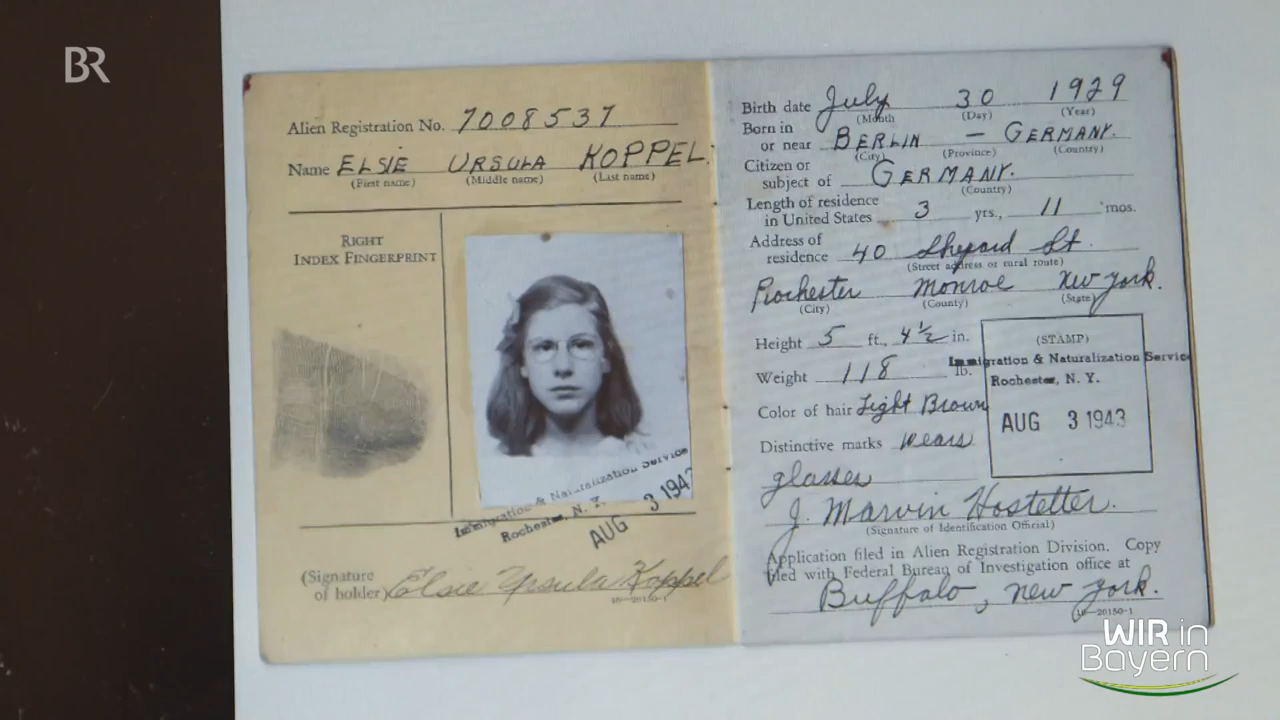 BR
Alien Registration No. 7008537
Name ELSIE URSULA KOPPEL.
(First name) (Middle name) (Last name)
RIGHT
INDEX FINGERPRINT
Immigration & Naturalization Service
Rochester, N. Y.
AUG 3 194
(Signature
of holder) Elsie Ursula Koppel
16—20150-1
Birth date July 30 1929
(Month) (Day) (Year)
Born in
or near BERLIN — GERMANY.
(City) (Province) (Country)
Citizen or
subject of GERMANY.
(Country)
Length of residence
in United States 3 yrs., 11 mos.
Address of
residence 40 Shepard St.
(Street address or rural route)
Rochester Monroe New York.
(City) (County) (State)
Height 5 ft., 4½ in.
Weight 118 lb.
Color of hair Light Brown
Distinctive marks wears
glasses
(STAMP)
Immigration & Naturalization Service
Rochester, N. Y.
AUG 3 1943
J. Marvin Hostetter.
(Signature of Identification Official)
Application filed in Alien Registration Division. Copy
filed with Federal Bureau of Investigation office at
Buffalo, New York.
16—20150-1
WIR in
Bayern